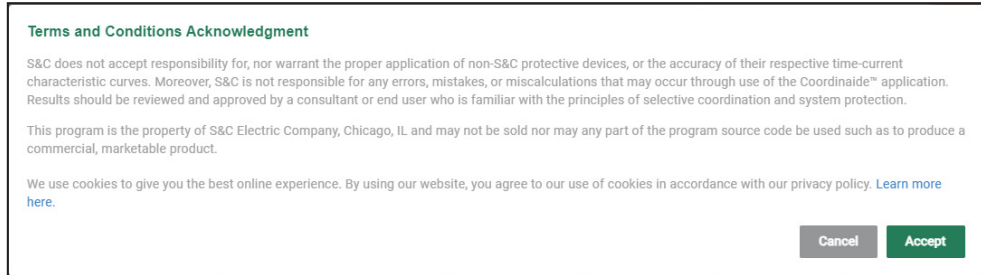 Terms and Conditions Acknowledgment
S&C does not accept responsibility for, nor warrant the proper application of non-S&C protective devices, or the accuracy of their respective time-current
characteristic curves. Moreover, S&C is not responsible for any errors, mistakes, or miscalculations that may occur through use of the Coordinaide™ application.
Results should be reviewed and approved by a consultant or end user who is familiar with the principles of selective coordination and system protection.
This program is the property of S&C Electric Company, Chicago, IL and may not be sold nor may any part of the program source code be used such as to produce a
commercial, marketable product.
We use cookies to give you the best online experience. By using our website, you agree to our use of cookies in accordance with our privacy policy. Learn more
here.
Cancel Accept